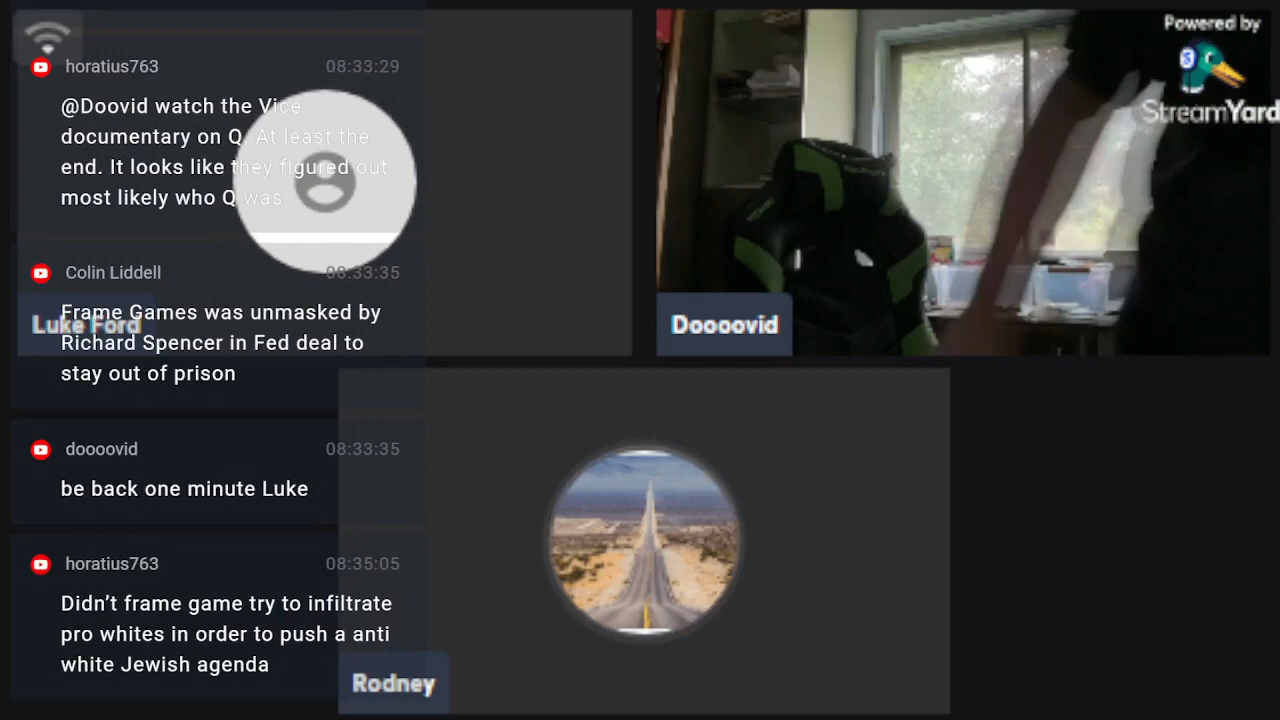 horatius763 08:33:29
@Doovid watch the Vice
documentary on Q. At least the
end. It looks like they figured out
most likely who Q was
Colin Liddell 08:33:35
Frame Games was unmasked by
Richard Spencer in Fed deal to
stay out of prison
doooovid 08:33:35
be back one minute Luke
horatius763 08:35:05
Didn’t frame game try to infiltrate
pro whites in order to push a anti
white Jewish agenda
Luke Ford
Doooovid
Powered by
StreamYard
Rodney